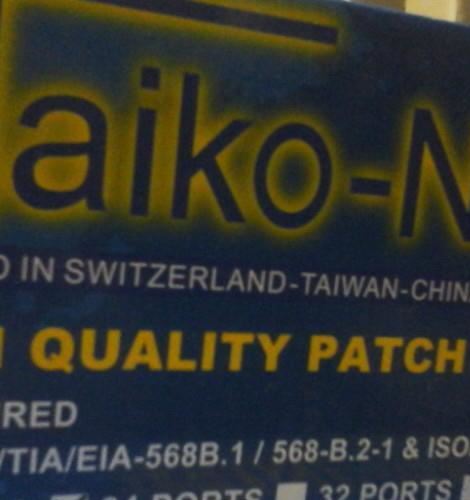 aiko-N
IN SWITZERLAND-TAIWAN-CHIN
QUALITY PATCH
RED
/TIA/EIA-568B.1 / 568-B.2-1 & ISO
24 PORTS 32 PORTS